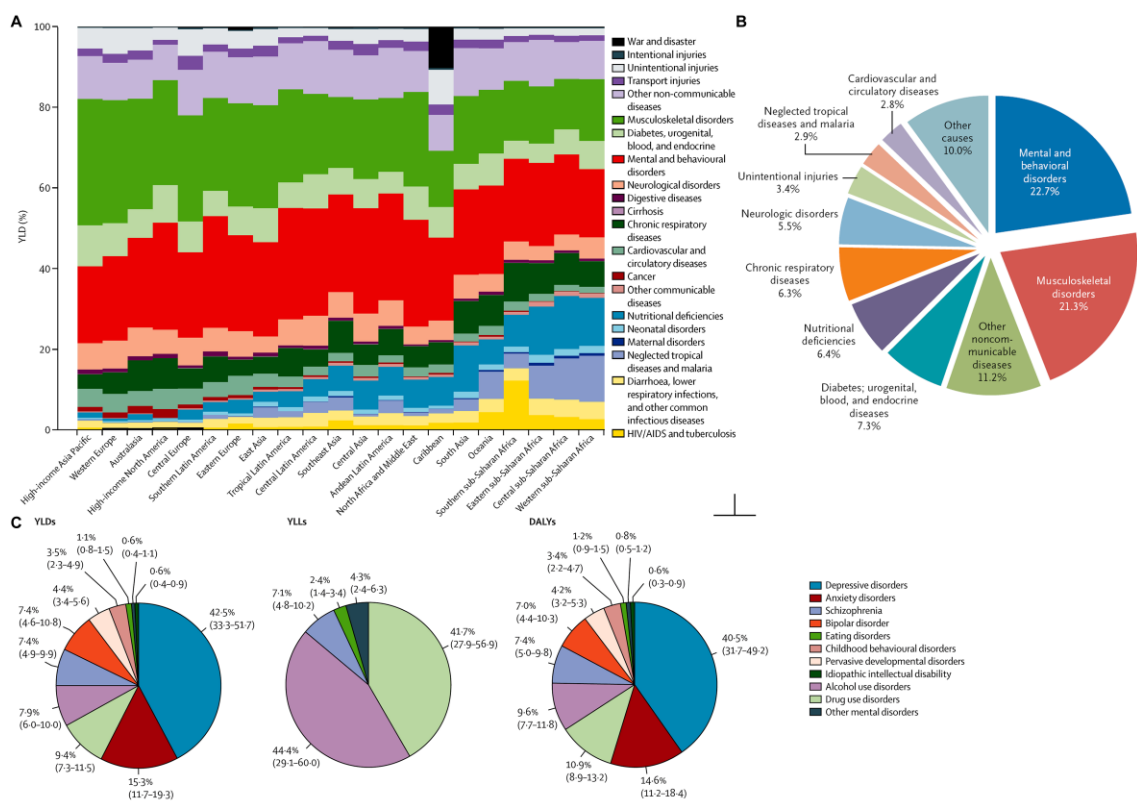 A
YLD (%)
100
80
60
40
20
0
High-income Asia Pacific
Western Europe
Australasia
High-income North America
Central Europe
Southern Latin America
Eastern Europe
East Asia
Tropical Latin America
Central Latin America
Southeast Asia
Central Asia
Andean Latin America
North Africa and Middle East
Caribbean
South Asia
Oceania
Southern sub-Saharan Africa
Eastern sub-Saharan Africa
Central sub-Saharan Africa
Western sub-Saharan Africa
War and disaster
Intentional injuries
Unintentional injuries
Transport injuries
Other non-communicable
diseases
Musculoskeletal disorders
Diabetes, urogenital,
blood, and endocrine
Mental and behavioural
disorders
Neurological disorders
Digestive diseases
Cirrhosis
Chronic respiratory
diseases
Cardiovascular and
circulatory diseases
Cancer
Other communicable
diseases
Nutritional deficiencies
Neonatal disorders
Maternal disorders
Neglected tropical
diseases and malaria
Diarrhoea, lower
respiratory infections,
and other common
infectious diseases
HIV/AIDS and tuberculosis
B
Cardiovascular and
circulatory diseases
2.8%
Neglected tropical
diseases and malaria
2.9%
Unintentional injuries
3.4%
Neurologic disorders
5.5%
Chronic respiratory
diseases
6.3%
Nutritional
deficiencies
6.4%
Diabetes; urogenital,
blood, and endocrine
diseases
7.3%
Other
noncom-
municable
diseases
11.2%
Musculoskeletal
disorders
21.3%
Mental and
behavioral
disorders
22.7%
Other
causes
10.0%
C
YLDs
42·5%
(33·3–51·7)
15·3%
(11·7–19·3)
9·4%
(7·3–11·5)
7·9%
(6·0–10·0)
7·4%
(4·9–9·9)
7·4%
(4·6–10·8)
4·4%
(3·4–5·6)
3·5%
(2·3–4·9)
1·1%
(0·8–1·5)
0·6%
(0·4–1·1)
0·6%
(0·4–0·9)
YLLs
41·7%
(27·9–56·9)
44·4%
(29·1–60·0)
7·1%
(4·8–10·2)
2·4%
(1·4–3·4)
4·3%
(2·4–6·3)
DALYs
40·5%
(31·7–49·2)
14·6%
(11·2–18·4)
10·9%
(8·9–13·2)
9·6%
(7·7–11·8)
7·4%
(5·0–9·8)
7·0%
(4·4–10·3)
4·2%
(3·2–5·3)
3·4%
(2·2–4·7)
1·2%
(0·9–1·5)
0·8%
(0·5–1·2)
0·6%
(0·3–0·9)
Depressive disorders
Anxiety disorders
Schizophrenia
Bipolar disorder
Eating disorders
Childhood behavioural disorders
Pervasive developmental disorders
Idiopathic intellectual disability
Alcohol use disorders
Drug use disorders
Other mental disorders